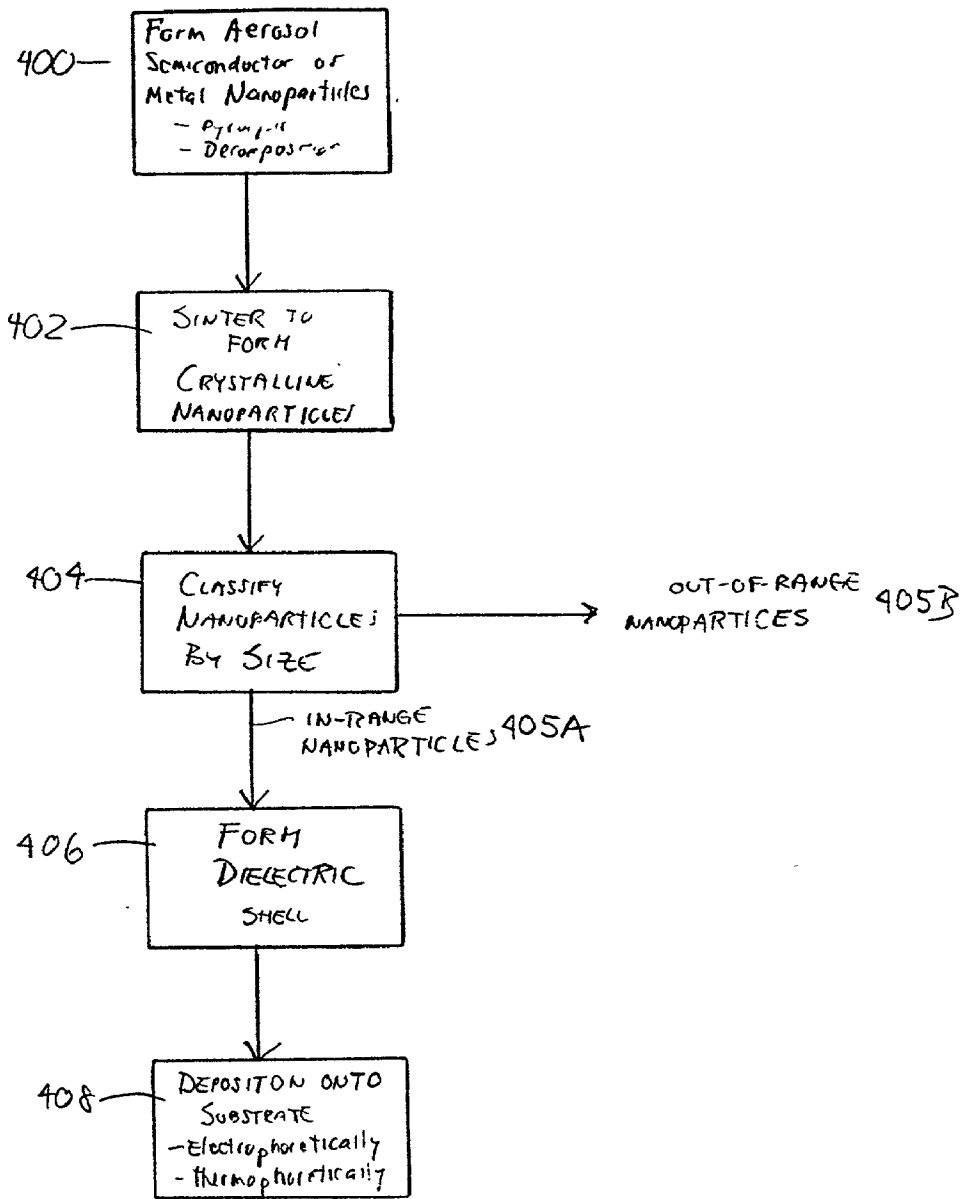 Form Aerosol
400
Semiconductor or
Metal Nanoparticles
-
- Decomposition
402
SINTER TO
FORM
CRYSTALLINE
NANOPARTICLES
404
CLASSIFY
NANOPARTICLES
BY SIZE
OUT-OF-RANGE 405B
NANOPARTICES
IN-RANGE
NANOPARTICLES 405A
406
FORM
DIELECTRIC
SHELL
408
DEPOSITON ONTO
SUBSTRATE
- Electrophoretically
- thermophoretically